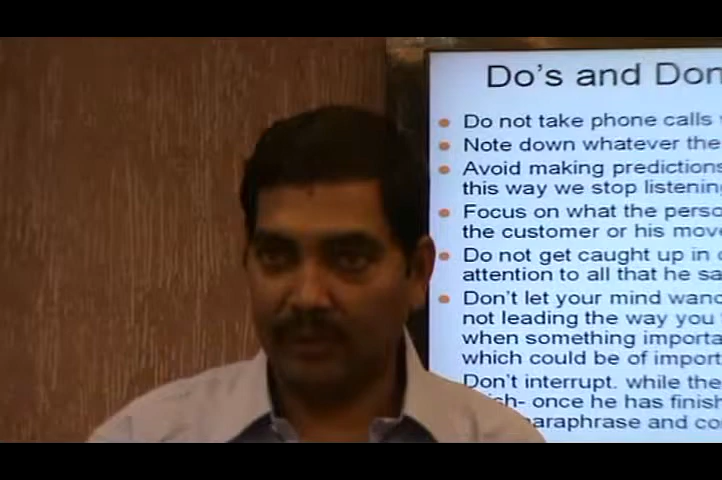 Do's and Don
Do not take phone calls
Note down whatever the
Avoid making predictions
this way we stop listening
Focus on what the perso
the customer or his move
Do not get caught up in
attention to all that he sa
Don't let your mind wand
not leading the way you
when something importa
which could be of import
Don't interrupt. while the
sh- once he has finish
paraphrase and co